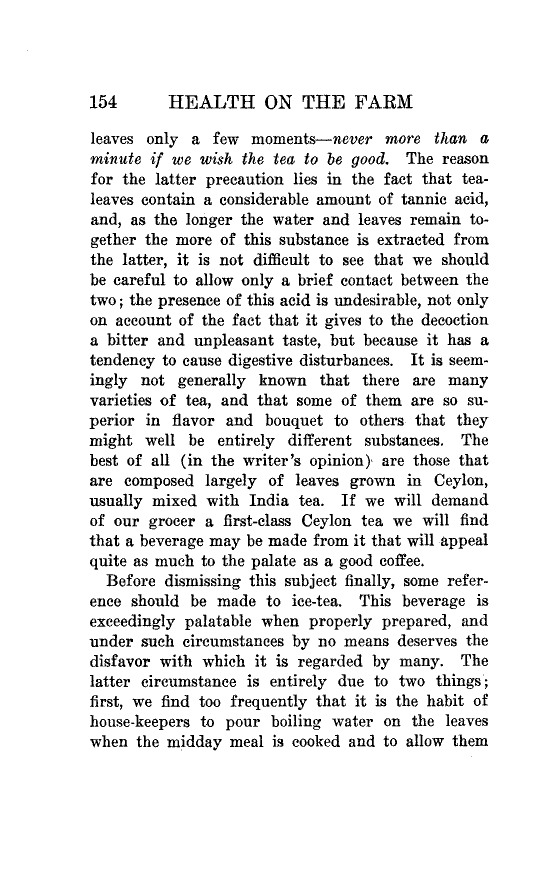 154 HEALTH ON THE FARM
leaves only a few moments—never more than a
minute if we wish the tea to be good. The reason
for the latter precaution lies in the fact that tea-
leaves contain a considerable amount of tannic acid,
and, as the longer the water and leaves remain to-
gether the more of this substance is extracted from
the latter, it is not difficult to see that we should
be careful to allow only a brief contact between the
two; the presence of this acid is undesirable, not only
on account of the fact that it gives to the decoction
a bitter and unpleasant taste, but because it has a
tendency to cause digestive disturbances. It is seem-
ingly not generally known that there are many
varieties of tea, and that some of them are so su-
perior in flavor and bouquet to others that they
might well be entirely different substances. The
best of all (in the writer's opinion) are those that
are composed largely of leaves grown in Ceylon,
usually mixed with India tea. If we will demand
of our grocer a first-class Ceylon tea we will find
that a beverage may be made from it that will appeal
quite as much to the palate as a good coffee.
Before dismissing this subject finally, some refer-
ence should be made to ice-tea. This beverage is
exceedingly palatable when properly prepared, and
under such circumstances by no means deserves the
disfavor with which it is regarded by many. The
latter circumstance is entirely due to two things;
first, we find too frequently that it is the habit of
house-keepers to pour boiling water on the leaves
when the midday meal is cooked and to allow them